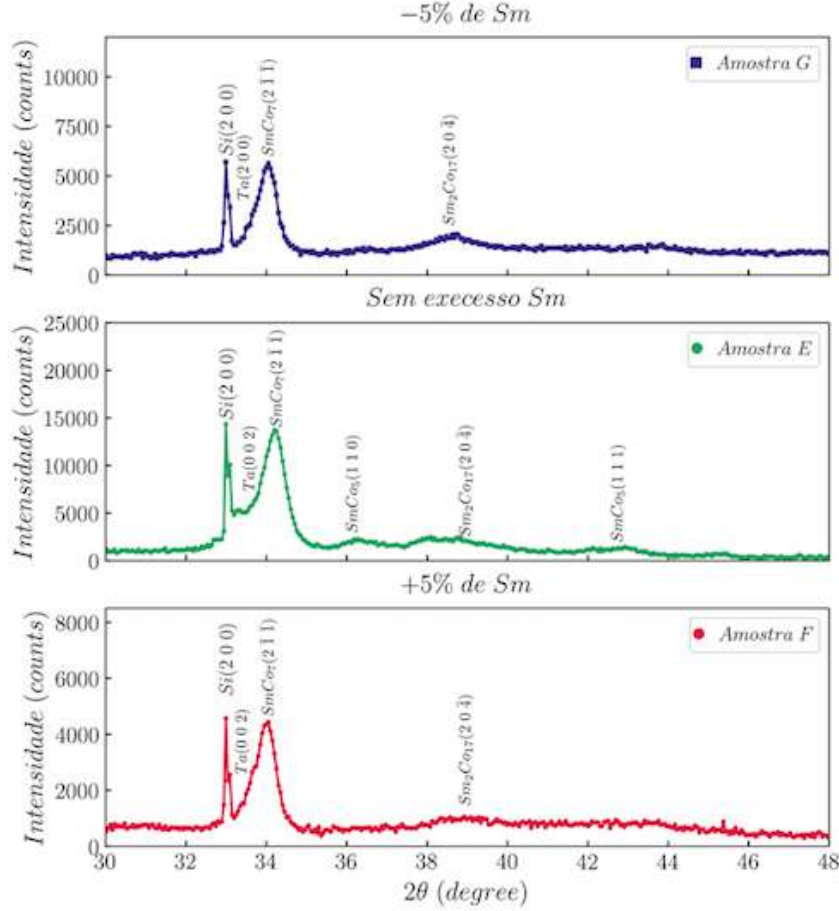 −5% de Sm
Amostra G
Intensidade (counts)
10000
7500
5000
2500
0
Si(2 0 0)
Ta(2 0 0)
SmCo₇(2 1̄ 1̄)
Sm₂Co₁₇(2 0 4̄)
Sem execesso Sm
Amostra E
Intensidade (counts)
25000
20000
15000
10000
5000
0
Si(2 0 0)
Ta(0 0 2)
SmCo₇(2 1̄ 1̄)
SmCo₅(1 1 0)
Sm₂Co₁₇(2 0 4̄)
SmCo₅(1 1 1)
+5% de Sm
Amostra F
Intensidade (counts)
8000
6000
4000
2000
0
Si(2 0 0)
Ta(0 0 2)
SmCo₇(2 1̄ 1̄)
Sm₂Co₁₇(2 0 4̄)
30 32 34 36 38 40 42 44 46 48
2θ (degree)